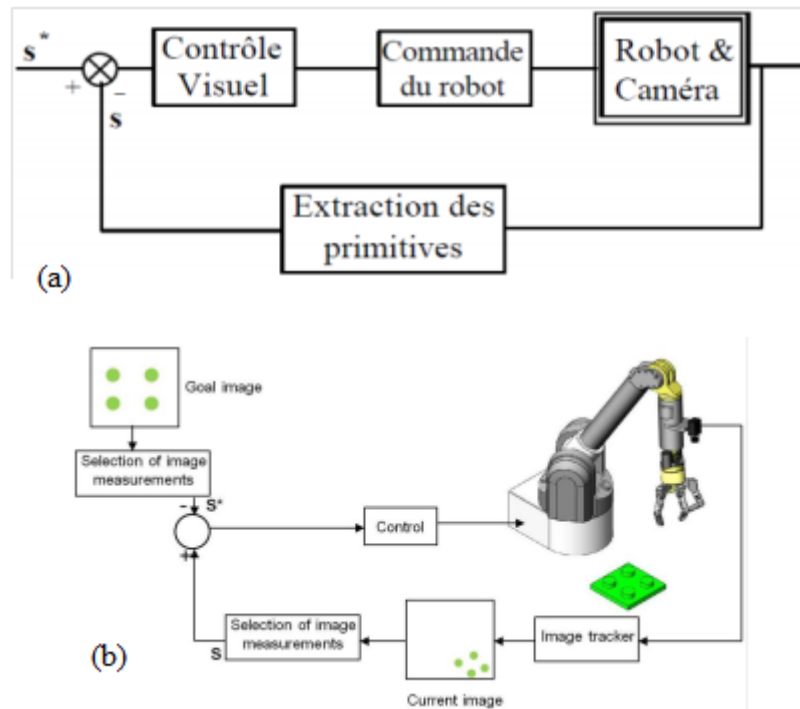 s*
+
−
s
Contrôle
Visuel
Commande
du robot
Robot &
Caméra
Extraction des
primitives
(a)
Goal image
Selection of image
measurements
- S*
+
Control
S
Selection of image
measurements
Image tracker
Current image
(b)